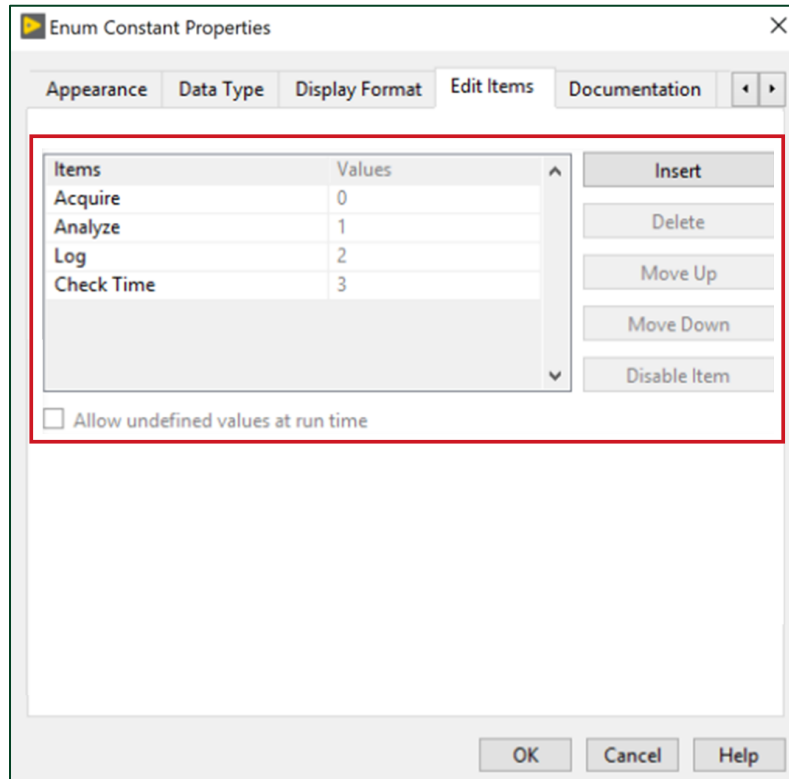 Enum Constant Properties
Appearance Data Type Display Format Edit Items Documentation
Items Values Insert
Acquire 0
Analyze 1 Delete
Log 2
Check Time 3 Move Up
Move Down
Disable Item
Allow undefined values at run time
OK Cancel Help